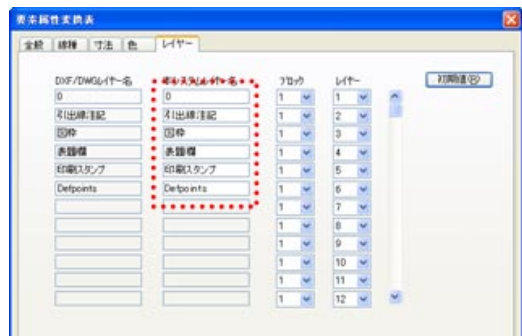 要素属性変換表
全般 線種 寸法 色 レイヤー
DXF/DWGレイヤー名 レイヤー名 ブロック レイヤー 初期値(R)
0 0 1 1
引出線注記 引出線注記 1 2
図枠 図枠 1 3
表題欄 表題欄 1 4
印刷スタンプ 印刷スタンプ 1 5
Defpoints Defpoints 1 6
1 7
1 8
1 9
1 10
1 11
1 12